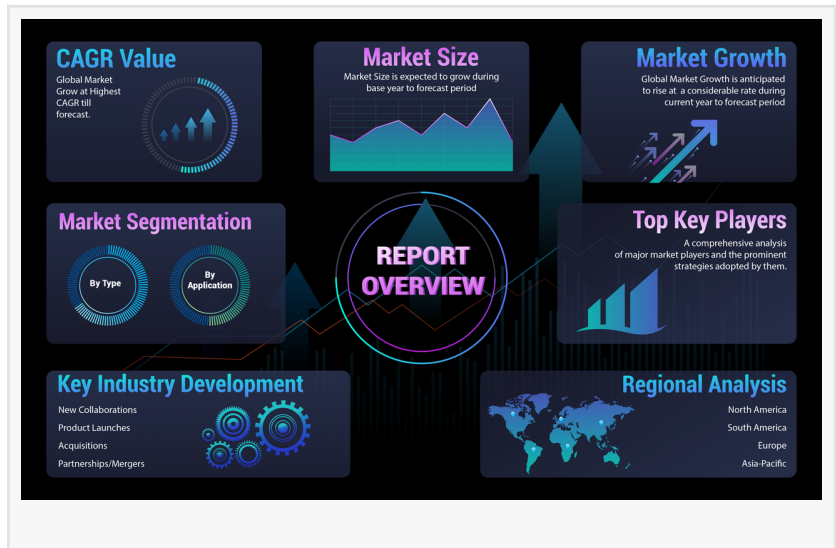 CAGR Value
Global Market
Grow at Highest
CAGR till
forecast.
Market Size
Market Size is expected to grow during
base year to forecast period
Market Growth
Global Market Growth is anticipated
to rise at a considerable rate during
current year to forecast period
Market Segmentation
By Type
By
Application
REPORT
OVERVIEW
Top Key Players
A comprehensive analysis
of major market players and the prominent
strategies adopted by them.
Key Industry Development
New Collaborations
Product Launches
Acquisitions
Partnerships/Mergers
Regional Analysis
North America
South America
Europe
Asia-Pacific